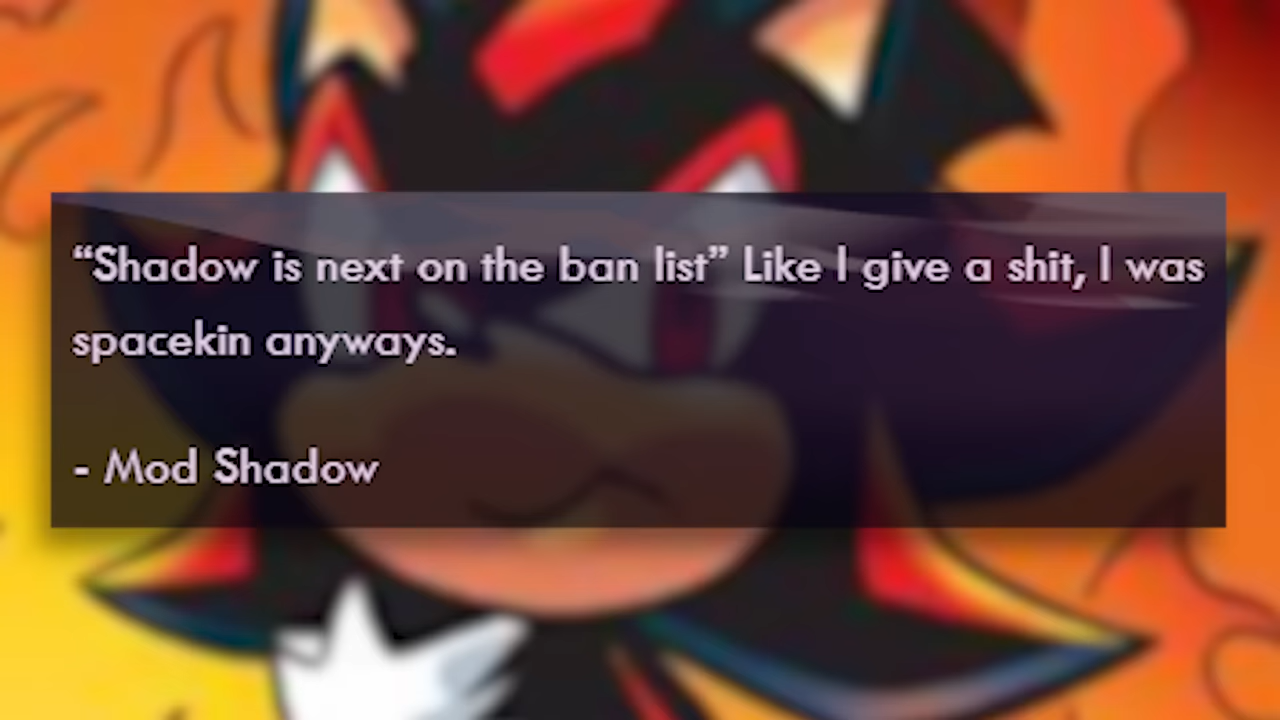 “Shadow is next on the ban list” Like I give a shit, I was
spacekin anyways.
- Mod Shadow